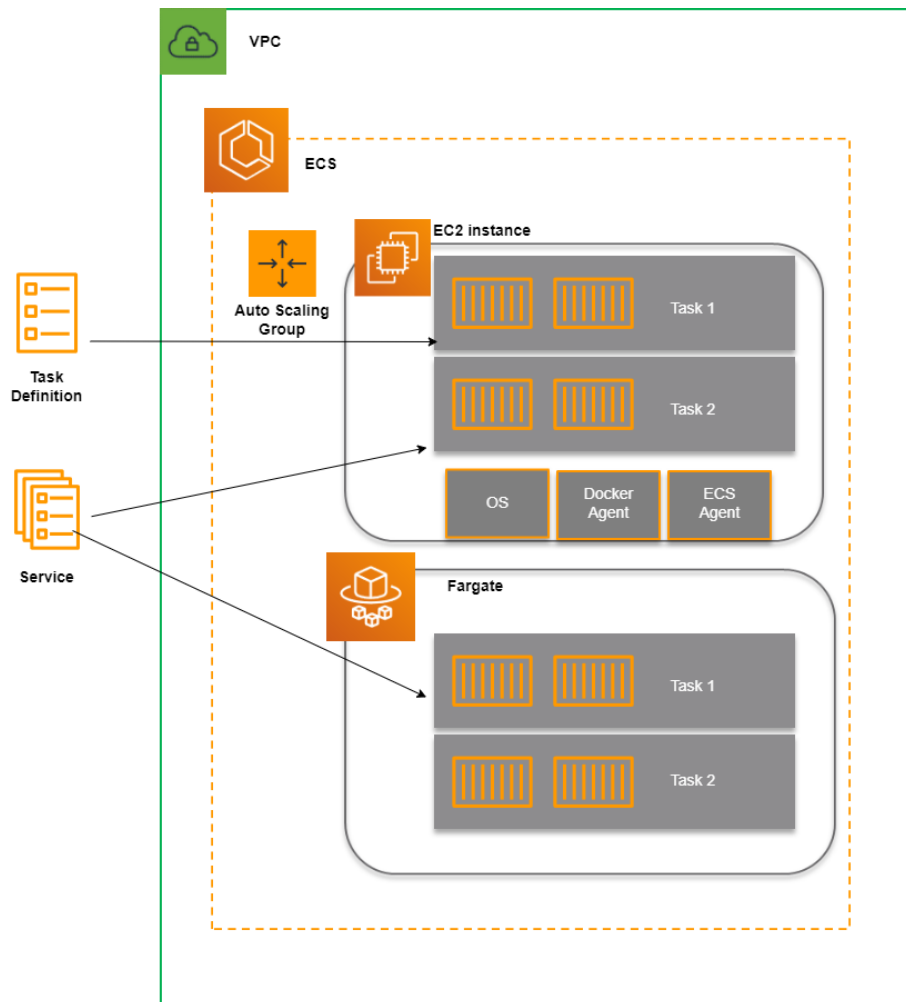 VPC
ECS
EC2 instance
Auto Scaling
Group
Task 1
Task
Definition
Task 2
OS
Docker
Agent
ECS
Agent
Service
Fargate
Task 1
Task 2